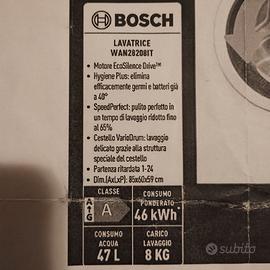 BOSCH
LAVATRICE
WAN28208IT
• Motore EcoSilence Drive™
• Hygiene Plus: elimina
efficacemente germi e batteri già
a 40°
• SpeedPerfect: pulito perfetto in
un tempo di lavaggio ridotto fino
al 65%
• Cestello VarioDrum: lavaggio
delicato grazie alla struttura
speciale del cestello
• Partenza ritardata 1-24
• Dim.(AxLxP): 85x60x59 cm
CLASSE
A
G
A
CONSUMO
PONDERATO
46 kWh*
CONSUMO
ACQUA
47 L
CARICO
LAVAGGIO
8 KG
subito